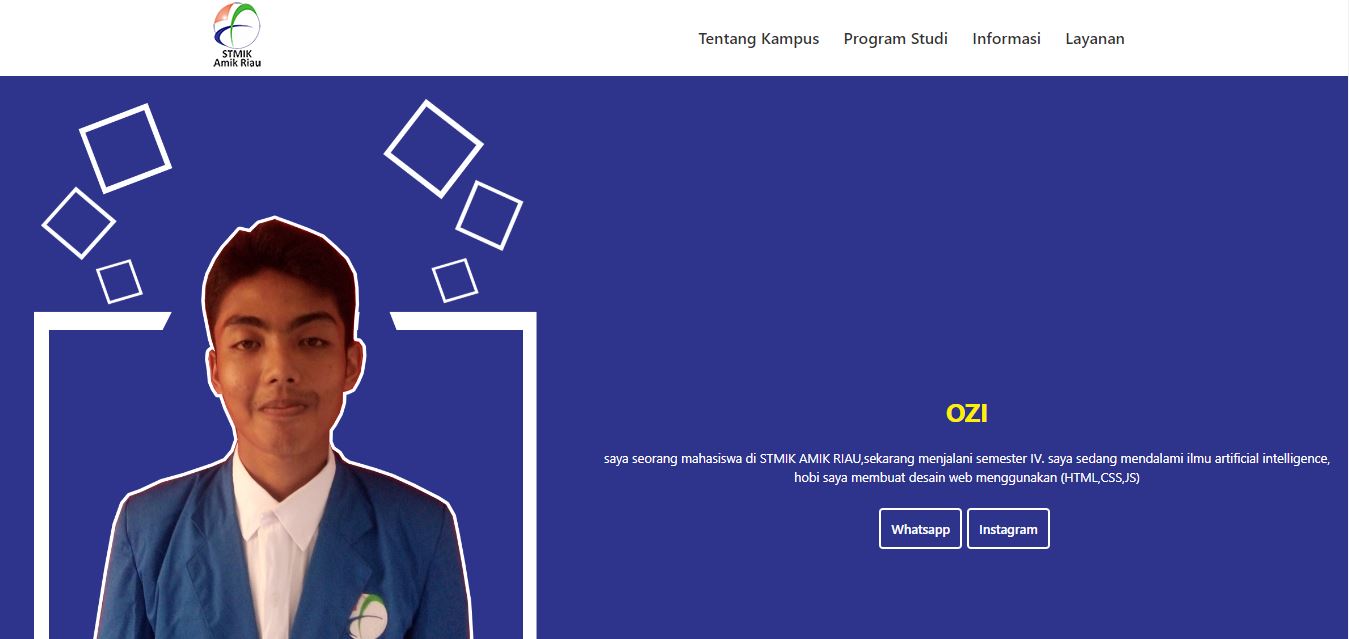 STMIK
Amik Riau
Tentang Kampus Program Studi Informasi Layanan
OZI
saya seorang mahasiswa di STMIK AMIK RIAU,sekarang menjalani semester IV. saya sedang mendalami ilmu artificial intelligence,
hobi saya membuat desain web menggunakan (HTML,CSS,JS)
Whatsapp Instagram